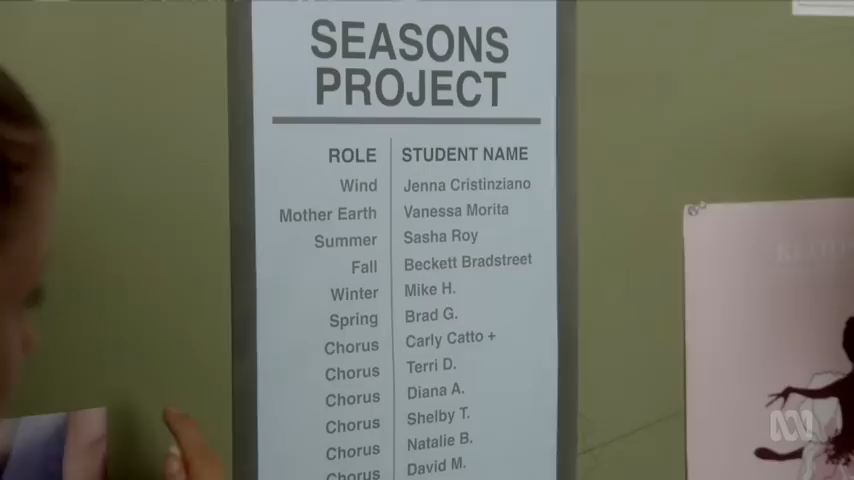 SEASONS
PROJECT
ROLE STUDENT NAME
Wind Jenna Cristinziano
Mother Earth Vanessa Morita
Summer Sasha Roy
Fall Beckett Bradstreet
Winter Mike H.
Spring Brad G.
Chorus Carly Catto +
Chorus Terri D.
Chorus Diana A.
Chorus Shelby T.
Chorus Natalie B.
Chorus David M.